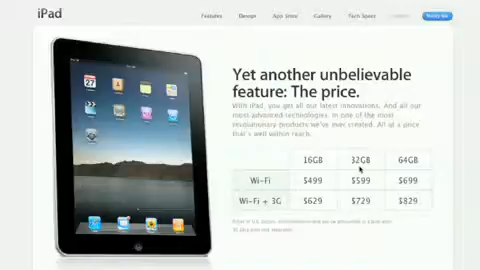 iPad
Features Design App Store Gallery Tech Specs
Yet another unbelievable
feature: The price.
With iPad, you get all our latest innovations. And all our
most advanced technologies. In one of the most
revolutionary products we've ever created. All at a price
that's well within reach.
16GB 32GB 64GB
Wi-Fi $499 $599 $699
Wi-Fi + 3G $629 $729 $829
27